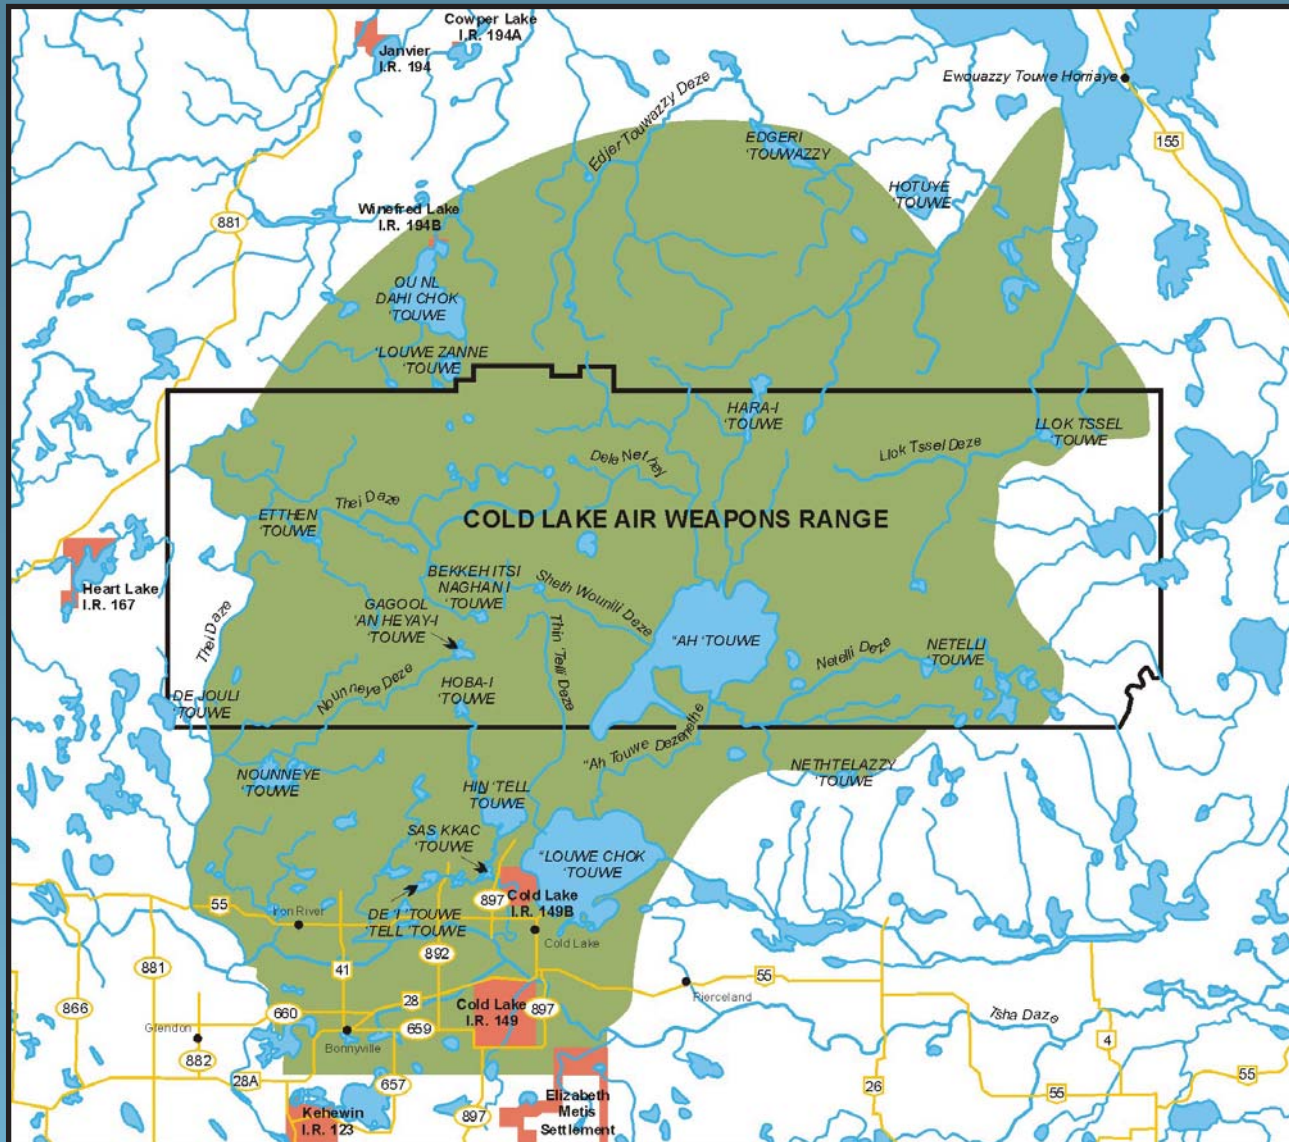 Cowper Lake
I.R. 194A
Janvier
I.R. 194
Ewouazzy Touwe Horriaye
Edjer Touwazzy Deze
155
EDGERI
'TOUWAZZY
HOTUYE
'TOUWE
881
Winefred Lake
I.R. 194B
OU NL
DAHI CHOK
'TOUWE
'LOUWE ZANNE
'TOUWE
HARA-I
'TOUWE
LLOK TSSEL
'TOUWE
Llok Tssel Deze
Dele Nethey
Thei Daze
ETTHEN
'TOUWE
COLD LAKE AIR WEAPONS RANGE
Heart Lake
I.R. 167
BEKKEH ITSI
NAGHAN I
'TOUWE
Sheth Wounlili Deze
GAGOOL
'AN HEYAY-I
'TOUWE
Thei Daze
Thin 'Telli Deze
"AH 'TOUWE
Netelli Deze
NETELLI
'TOUWE
Nounneye Deze
HOBA-I
'TOUWE
DE JOULI
'TOUWE
"Ah Touwe Dezenethe
NOUNNEYE
'TOUWE
NETHTELAZZY
'TOUWE
HIN 'TELL
TOUWE
SAS KKAC
'TOUWE
"LOUWE CHOK
'TOUWE
897
Cold Lake
I.R. 149B
55
Iron River
DE 'I 'TOUWE
'TELL 'TOUWE
Cold Lake
892
881
41
55
Pierceland
866
28
Cold Lake
I.R. 149
897
660
659
Tsha Daze
Glendon
Bonnyville
882
4
28A
657
26
55
55
Elizabeth
Metis
Settlement
Kehewin
I.R. 123
897